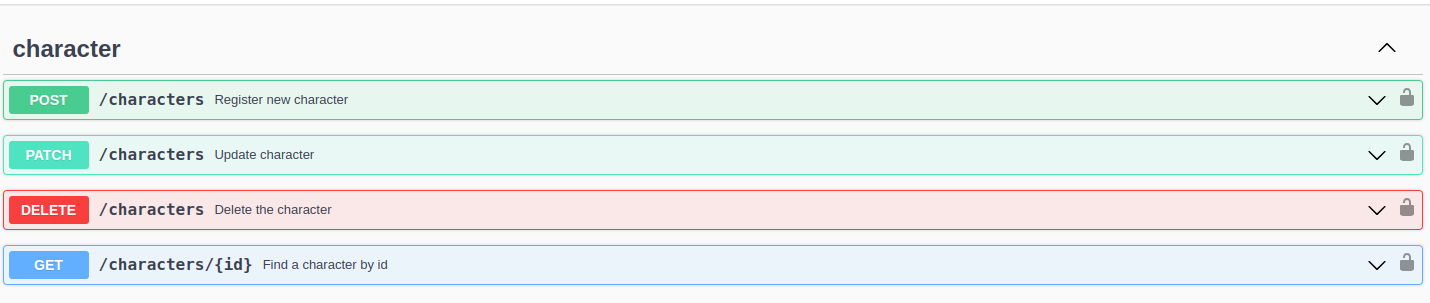 character
POST /characters Register new character
PATCH /characters Update character
DELETE /characters Delete the character
GET /characters/{id} Find a character by id